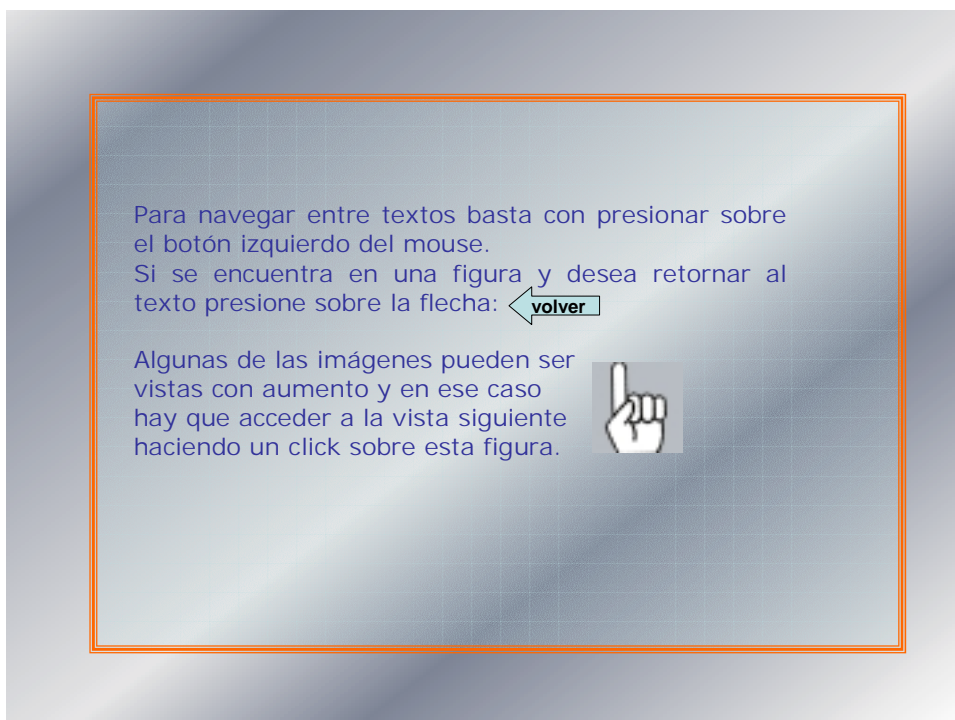 Para navegar entre textos basta con presionar sobre
el botón izquierdo del mouse.
Si se encuentra en una figura y desea retornar al
texto presione sobre la flecha: volver
Algunas de las imágenes pueden ser
vistas con aumento y en ese caso
hay que acceder a la vista siguiente
haciendo un click sobre esta figura.